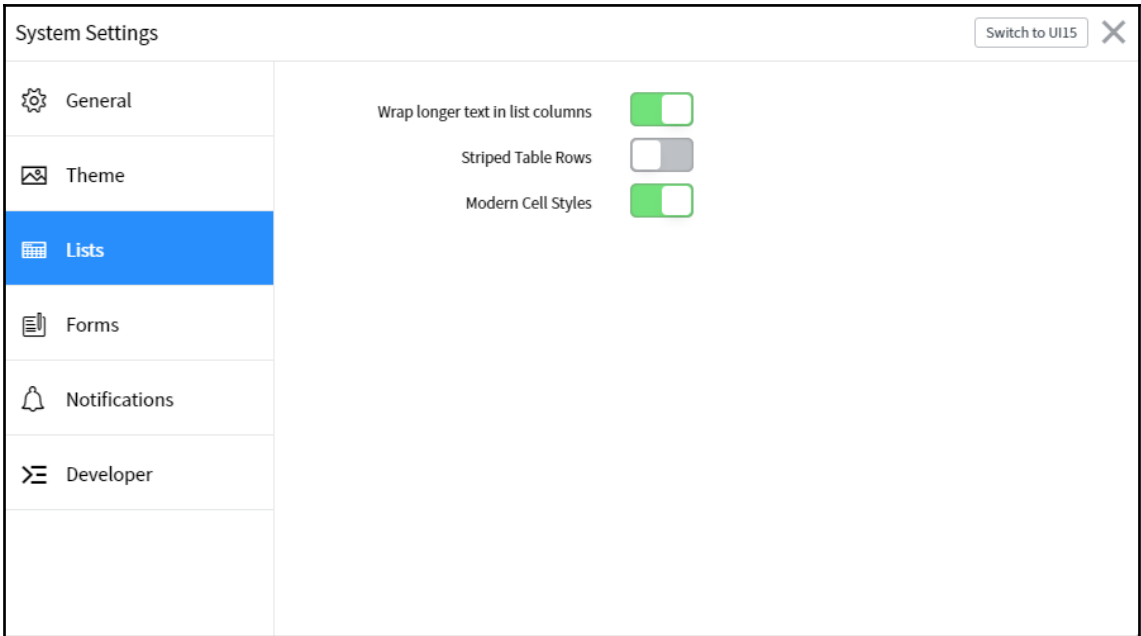 System Settings
Switch to UI15
General
Wrap longer text in list columns
Striped Table Rows
Theme
Modern Cell Styles
Lists
Forms
Notifications
Developer